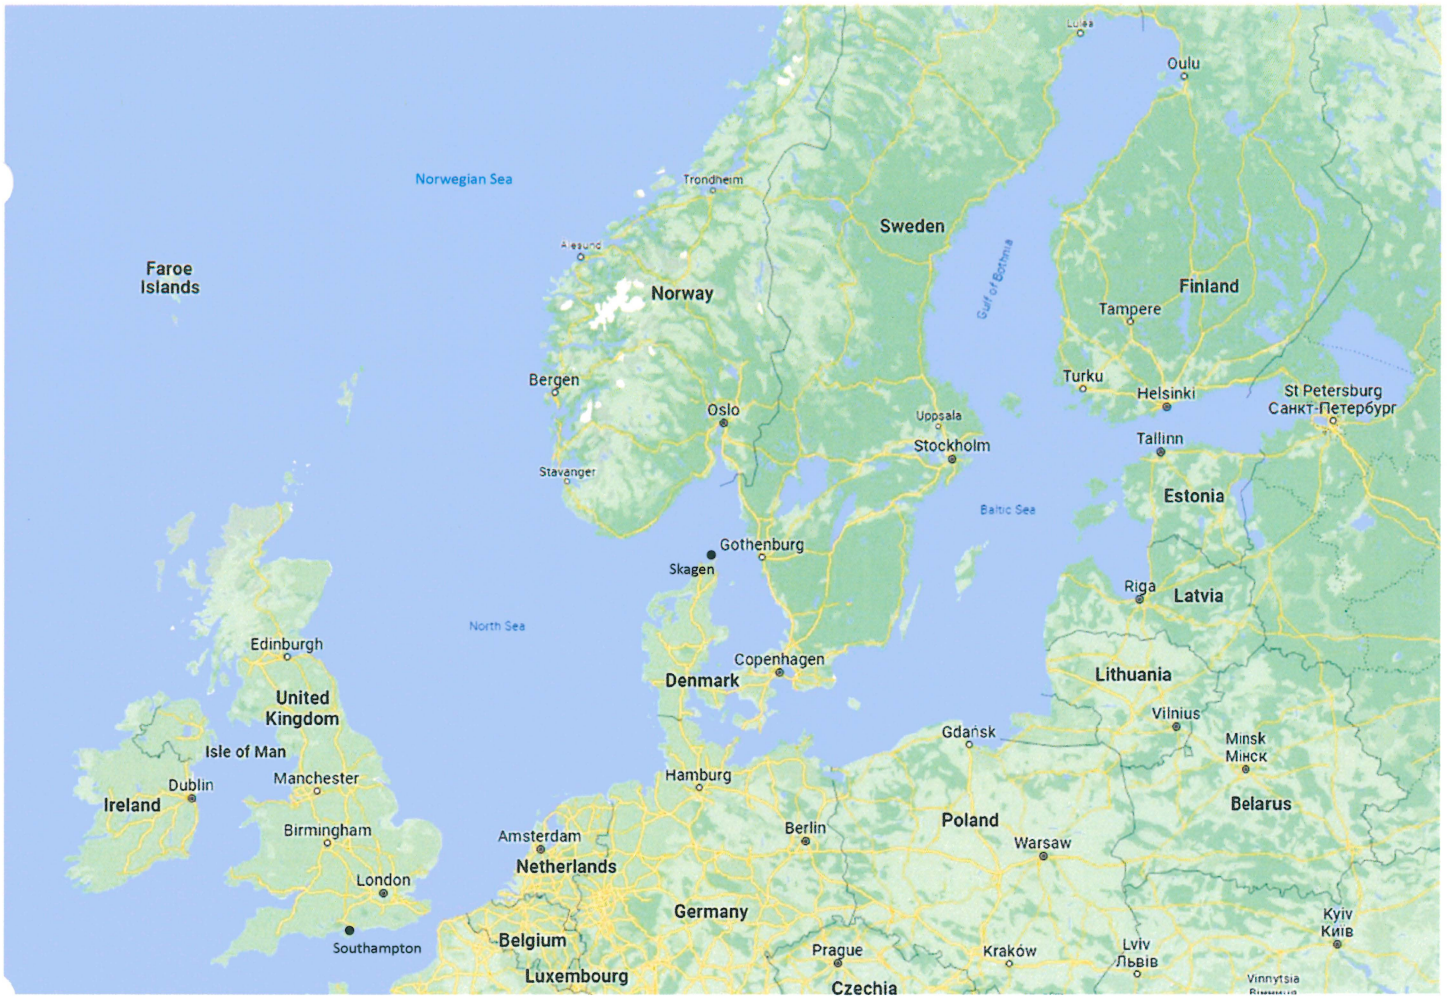 Luleå
Oulu
Norwegian Sea
Trondheim
Sweden
Ålesund
Gulf of Bothnia
Faroe
Islands
Norway
Finland
Tampere
Bergen
Turku
Helsinki
St Petersburg
Санкт-Петербург
Oslo
Uppsala
Stockholm
Tallinn
Stavanger
Estonia
Baltic Sea
Gothenburg
Skagen
Riga
Latvia
North Sea
Edinburgh
Copenhagen
Denmark
Lithuania
United
Kingdom
Vilnius
Gdańsk
Minsk
Мінск
Isle of Man
Dublin
Manchester
Hamburg
Ireland
Belarus
Birmingham
Amsterdam
Berlin
Poland
Warsaw
Netherlands
London
Germany
Kyiv
Київ
Southampton
Belgium
Prague
Kraków
Lviv
Львів
Luxembourg
Czechia
Vinnytsia
Вінниця